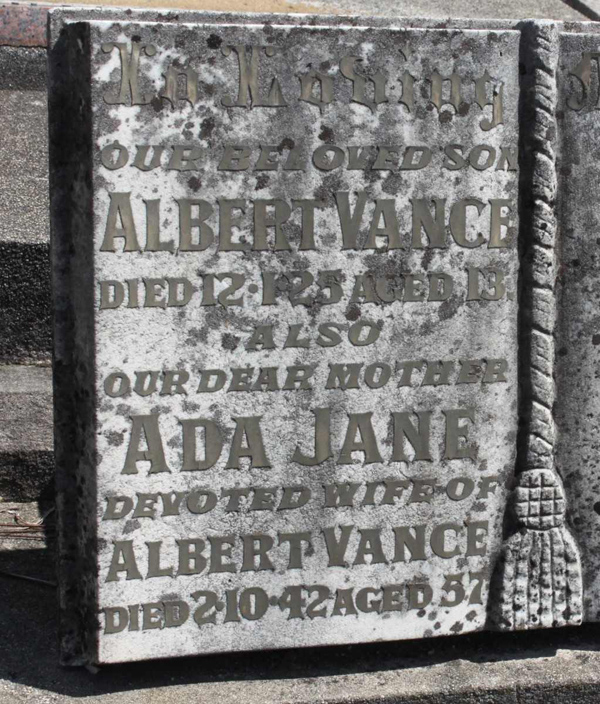 In Loving
OUR BELOVED SON
ALBERT VANCE
DIED 12·1·25 AGED 13.
ALSO
OUR DEAR MOTHER
ADA JANE
DEVOTED WIFE OF
ALBERT VANCE
DIED 2·10·42 AGED 57